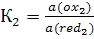 K₂ = a(ox₂) / a(red₂)